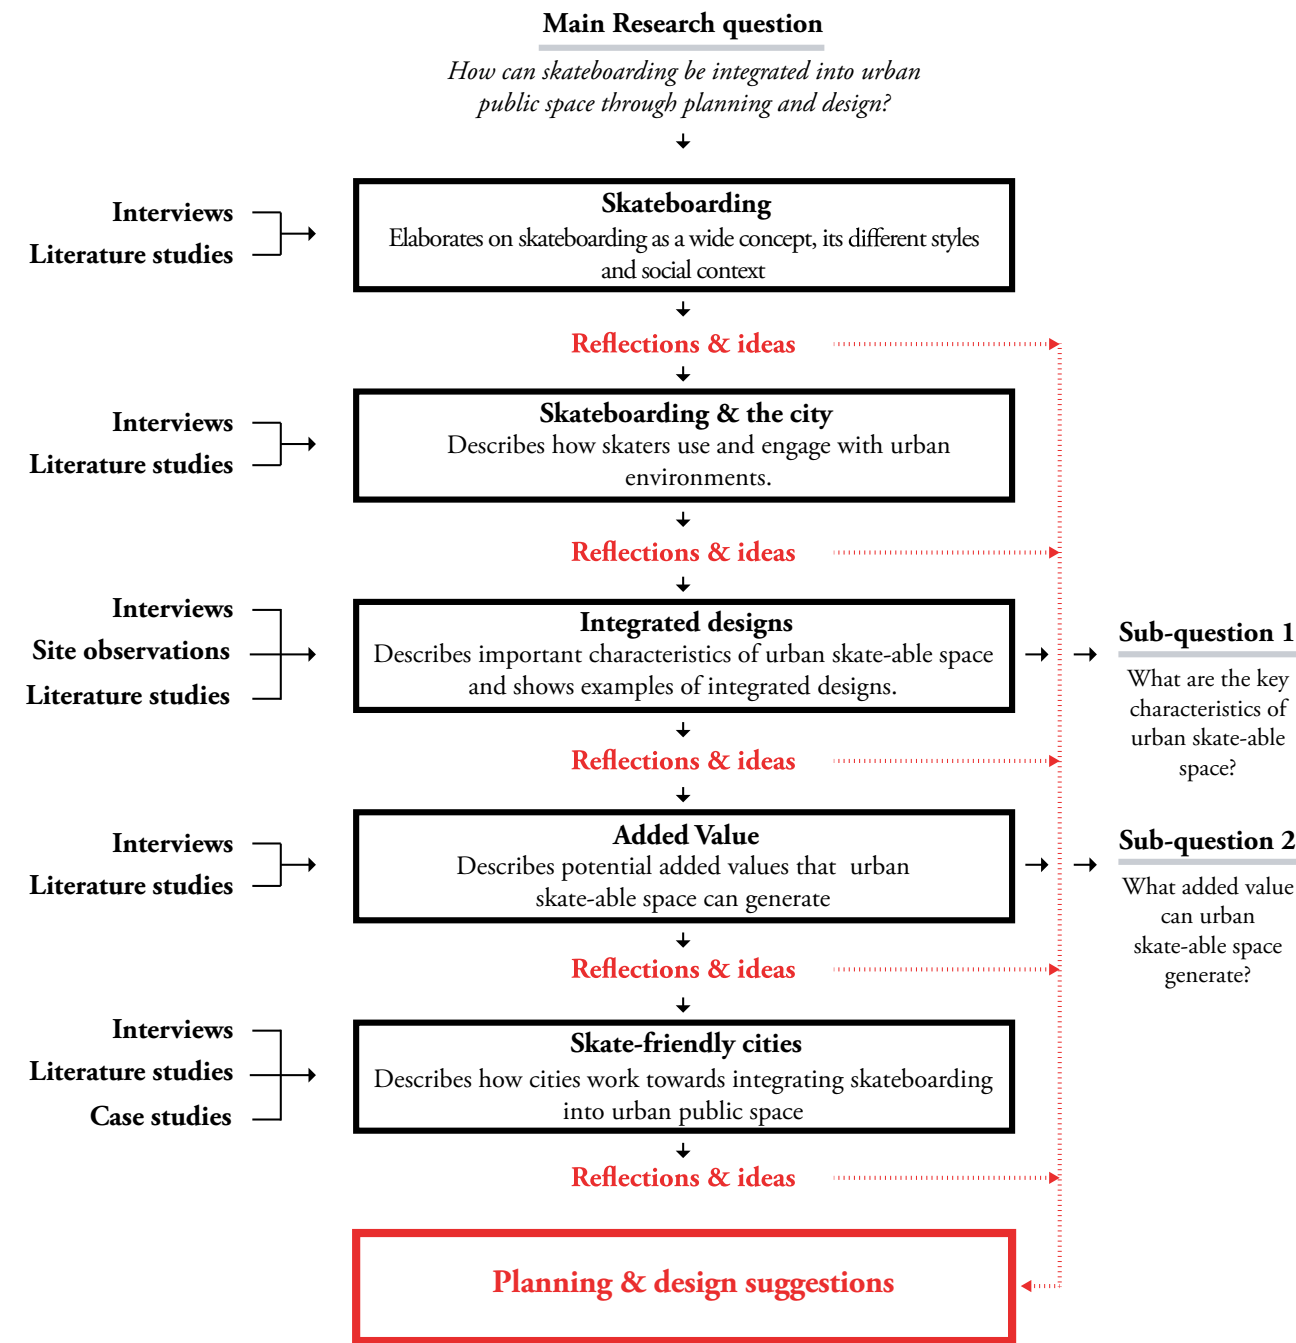 Main Research question
How can skateboarding be integrated into urban
public space through planning and design?
Interviews
Literature studies
Skateboarding
Elaborates on skateboarding as a wide concept, its different styles
and social context
Reflections & ideas
Interviews
Literature studies
Skateboarding & the city
Describes how skaters use and engage with urban
environments.
Reflections & ideas
Interviews
Site observations
Literature studies
Integrated designs
Describes important characteristics of urban skate-able space
and shows examples of integrated designs.
Sub-question 1
What are the key
characteristics of
urban skate-able
space?
Reflections & ideas
Interviews
Literature studies
Added Value
Describes potential added values that urban
skate-able space can generate
Sub-question 2
What added value
can urban
skate-able space
generate?
Reflections & ideas
Interviews
Literature studies
Case studies
Skate-friendly cities
Describes how cities work towards integrating skateboarding
into urban public space
Reflections & ideas
Planning & design suggestions